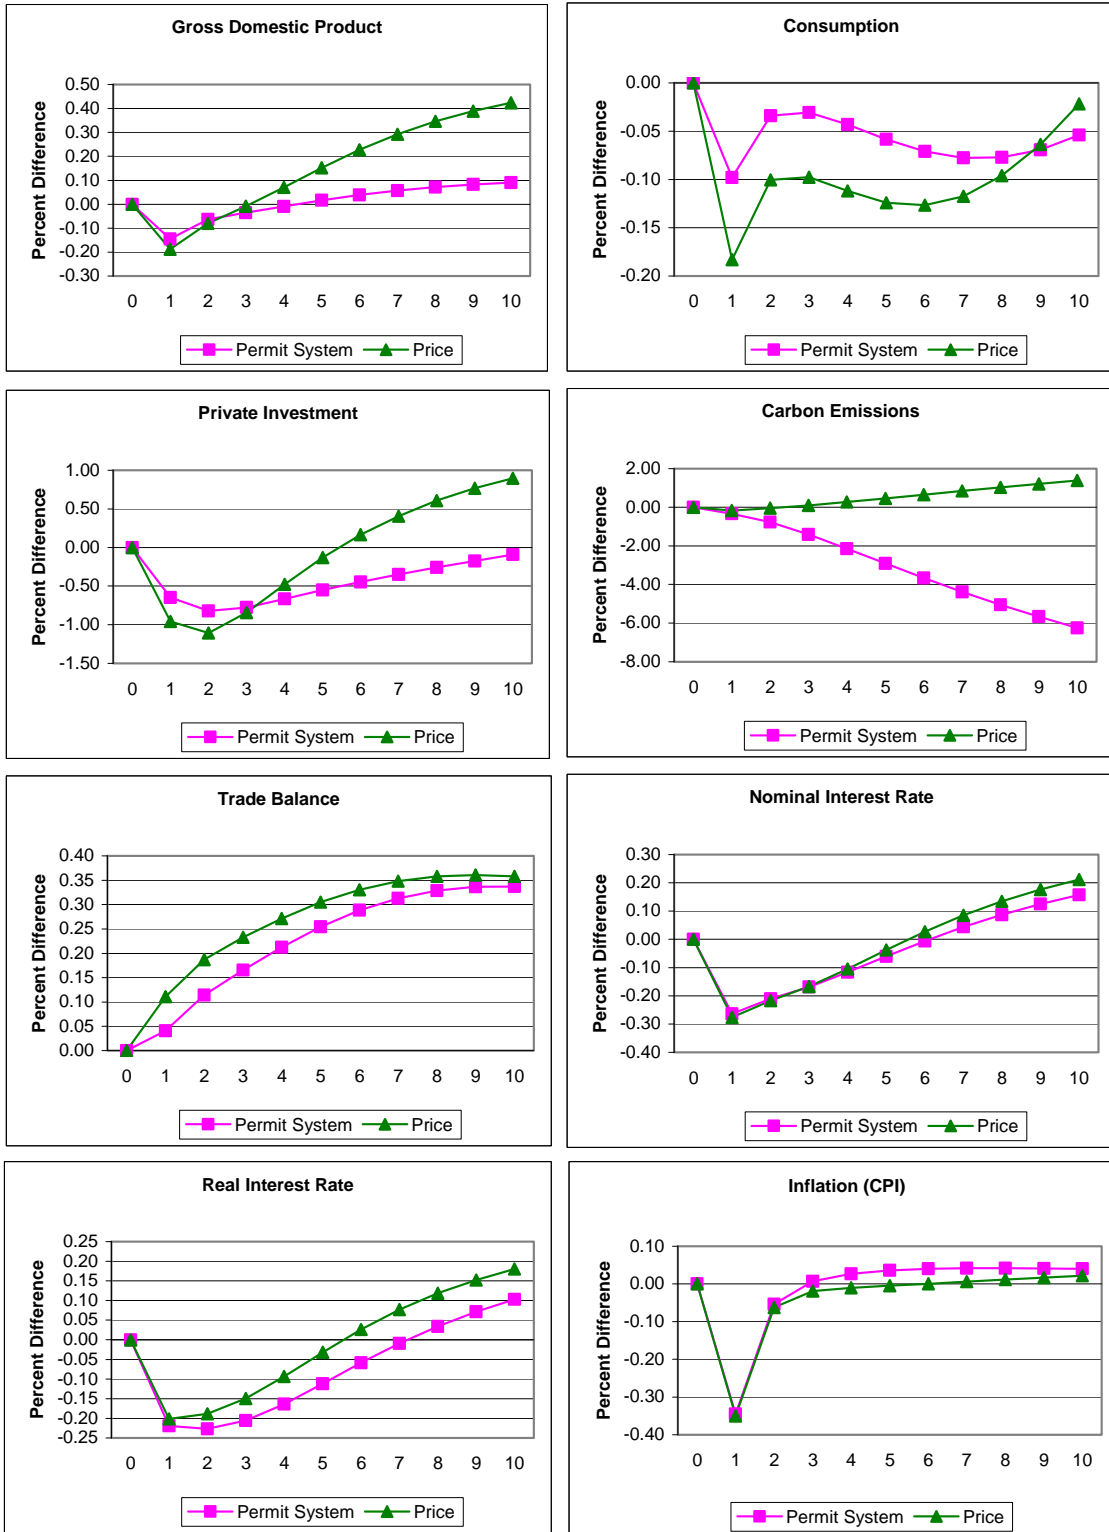 Gross Domestic Product
Percent Difference
0.50
0.40
0.30
0.20
0.10
0.00
-0.10
-0.20
-0.30
0 1 2 3 4 5 6 7 8 9 10
Permit System Price
Consumption
Percent Difference
0.00
-0.05
-0.10
-0.15
-0.20
0 1 2 3 4 5 6 7 8 9 10
Permit System Price
Private Investment
Percent Difference
1.00
0.50
0.00
-0.50
-1.00
-1.50
0 1 2 3 4 5 6 7 8 9 10
Permit System Price
Carbon Emissions
Percent Difference
2.00
0.00
-2.00
-4.00
-6.00
-8.00
0 1 2 3 4 5 6 7 8 9 10
Permit System Price
Trade Balance
Percent Difference
0.40
0.35
0.30
0.25
0.20
0.15
0.10
0.05
0.00
0 1 2 3 4 5 6 7 8 9 10
Permit System Price
Nominal Interest Rate
Percent Difference
0.30
0.20
0.10
0.00
-0.10
-0.20
-0.30
-0.40
0 1 2 3 4 5 6 7 8 9 10
Permit System Price
Real Interest Rate
Percent Difference
0.25
0.20
0.15
0.10
0.05
0.00
-0.05
-0.10
-0.15
-0.20
-0.25
0 1 2 3 4 5 6 7 8 9 10
Permit System Price
Inflation (CPI)
Percent Difference
0.10
0.00
-0.10
-0.20
-0.30
-0.40
0 1 2 3 4 5 6 7 8 9 10
Permit System Price